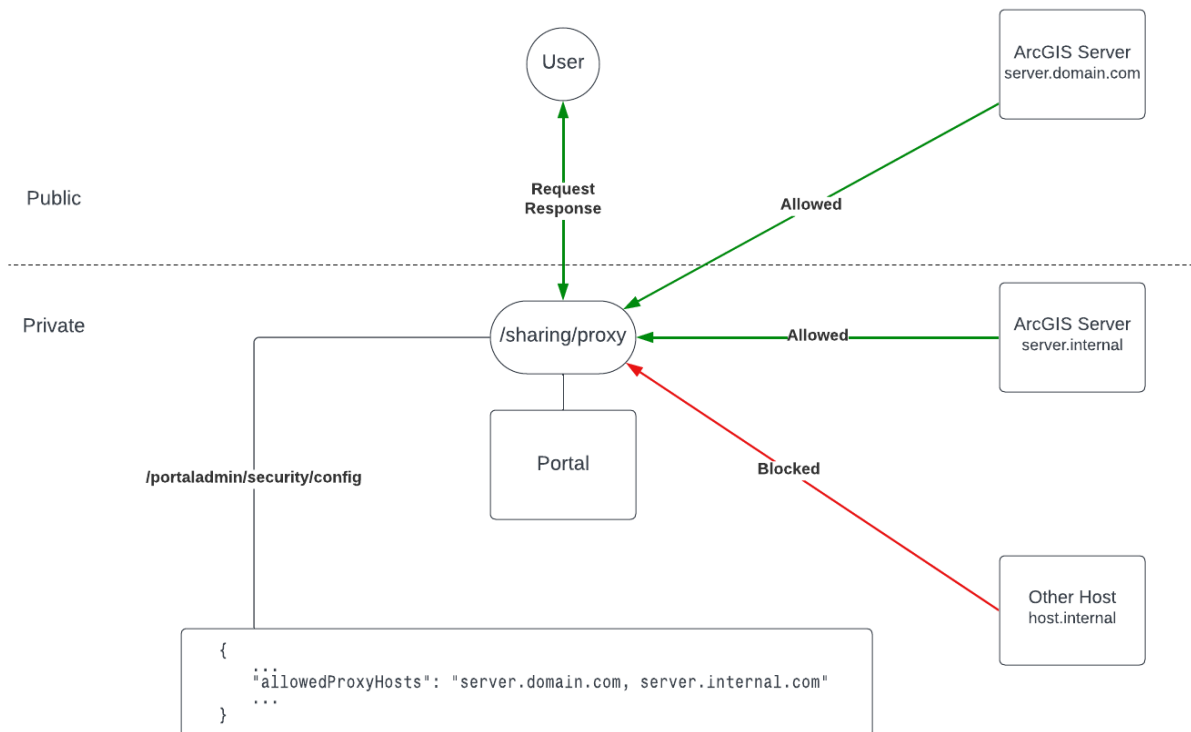 User
ArcGIS Server
server.domain.com
Request
Response
Allowed
Public
Private
/sharing/proxy
Allowed
ArcGIS Server
server.internal
Portal
Blocked
/portaladmin/security/config
Other Host
host.internal
{
...
"allowedProxyHosts": "server.domain.com, server.internal.com"
...
}